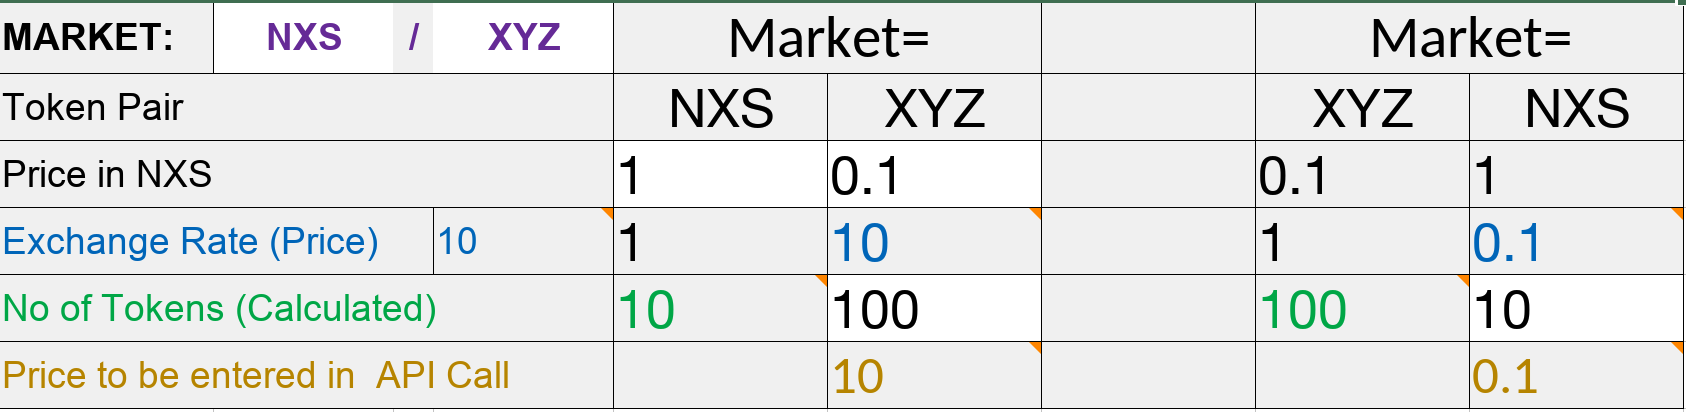 MARKET: NXS / XYZ Market= Market=
Token Pair NXS XYZ XYZ NXS
Price in NXS 1 0.1 0.1 1
Exchange Rate (Price) 10 1 10 1 0.1
No of Tokens (Calculated) 10 100 100 10
Price to be entered in API Call 10 0.1